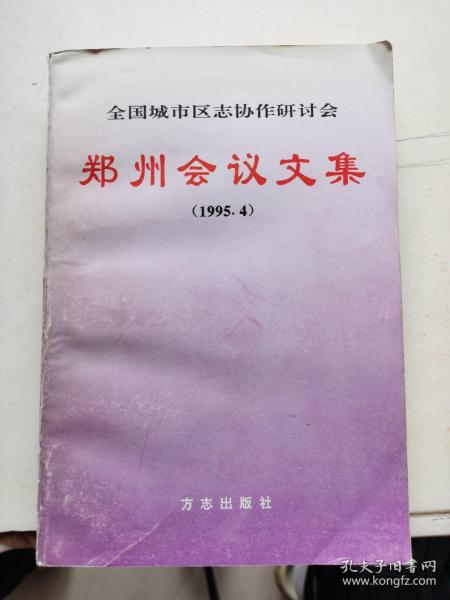 全国城市区志协作研讨会
郑州会议文集
（1995.4）
方志出版社
孔夫子旧书网
www.kongfz.com